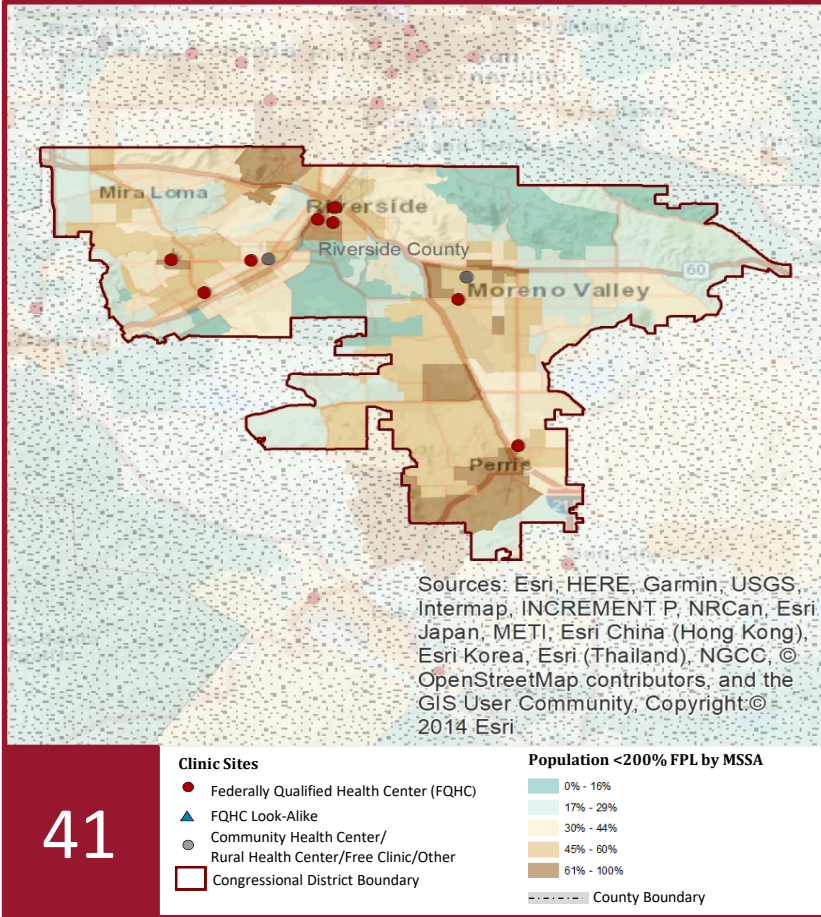 Mira Loma
Riverside
Riverside County
60
Moreno Valley
Perris
Sources: Esri, HERE, Garmin, USGS,
Intermap, INCREMENT P, NRCan, Esri
Japan, METI, Esri China (Hong Kong),
Esri Korea, Esri (Thailand), NGCC, ©
OpenStreetMap contributors, and the
GIS User Community, Copyright:©
2014 Esri
41
Clinic Sites
Federally Qualified Health Center (FQHC)
FQHC Look-Alike
Community Health Center/
Rural Health Center/Free Clinic/Other
Congressional District Boundary
Population <200% FPL by MSSA
0% - 16%
17% - 29%
30% - 44%
45% - 60%
61% - 100%
County Boundary